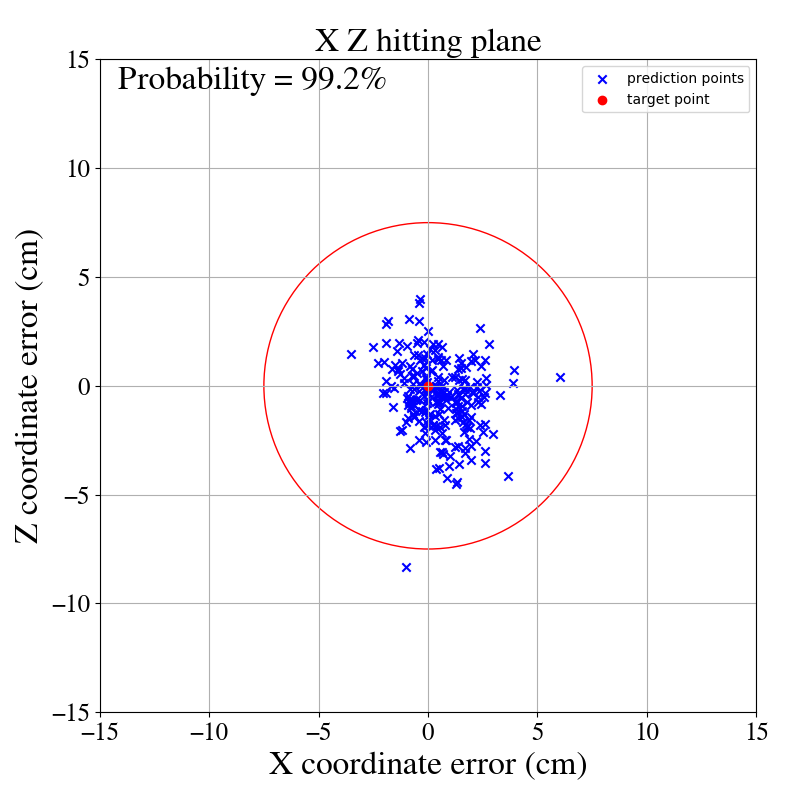 X Z hitting plane
Probability = 99.2%
prediction points
target point
15
10
5
0
−5
−10
−15
Z coordinate error (cm)
−15 −10 −5 0 5 10 15
X coordinate error (cm)